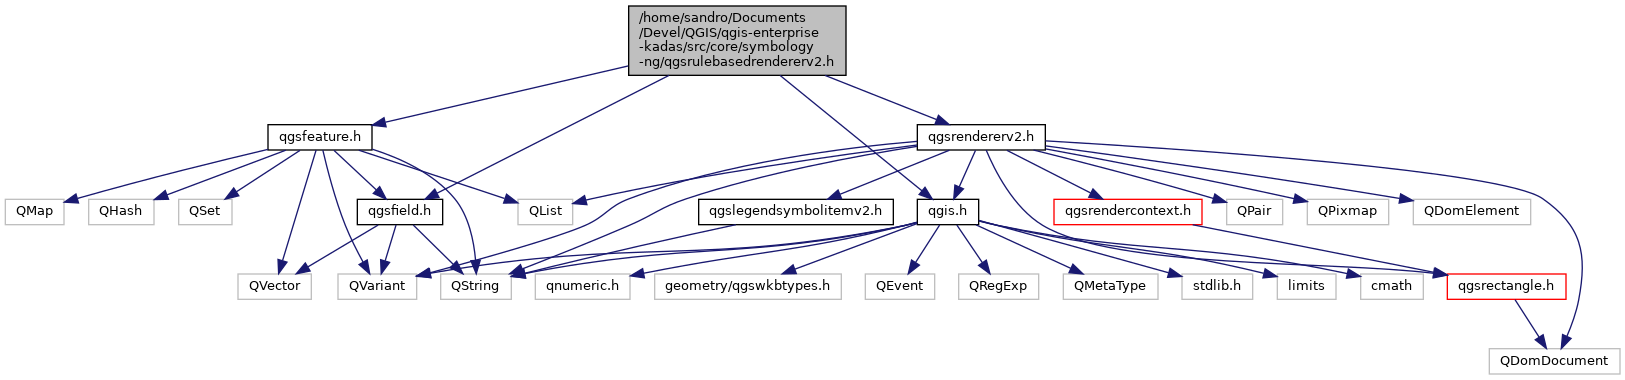 /home/sandro/Documents
/Devel/QGIS/qgis-enterprise
-kadas/src/core/symbology
-ng/qgsrulebasedrendererv2.h
qgsfeature.h
qgsrendererv2.h
QMap
QHash
QSet
qgsfield.h
QList
qgslegendsymbolitemv2.h
qgis.h
qgsrendercontext.h
QPair
QPixmap
QDomElement
QVector
QVariant
QString
qnumeric.h
geometry/qgswkbtypes.h
QEvent
QRegExp
QMetaType
stdlib.h
limits
cmath
qgsrectangle.h
QDomDocument